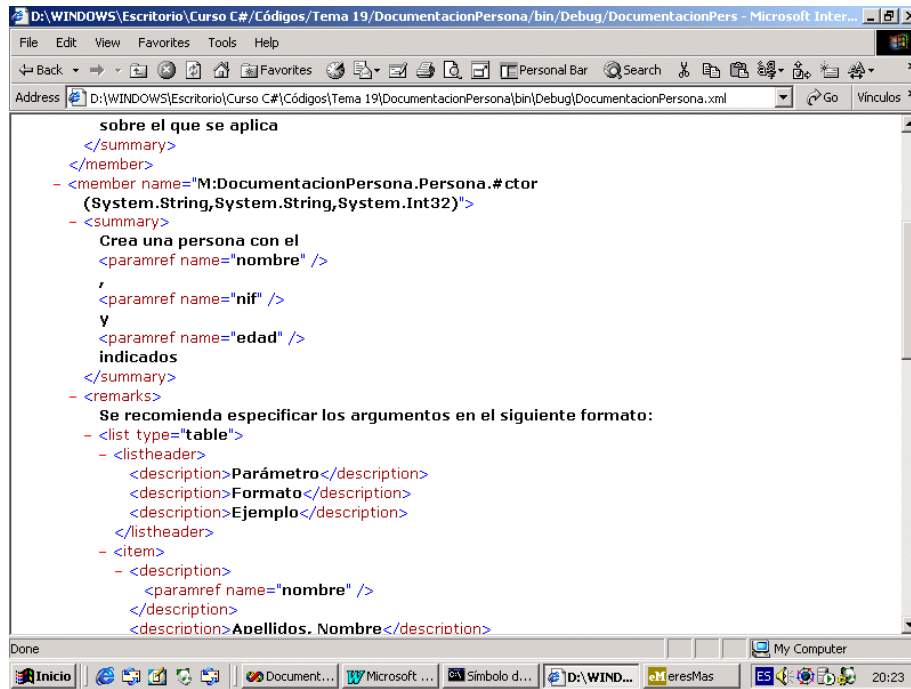 D:\WINDOWS\Escritorio\Curso C#/Códigos/Tema 19/DocumentacionPersona/bin/Debug/DocumentacionPers - Microsoft Inter...
File Edit View Favorites Tools Help
Back Favorites Personal Bar Search
Address D:\WINDOWS\Escritorio\Curso C#\Códigos\Tema 19\DocumentacionPersona\bin\Debug\DocumentacionPersona.xml Go Vínculos
sobre el que se aplica
</summary>
</member>
- <member name="M:DocumentacionPersona.Persona.#ctor
(System.String,System.String,System.Int32)">
- <summary>
Crea una persona con el
<paramref name="nombre" />
,
<paramref name="nif" />
y
<paramref name="edad" />
indicados
</summary>
- <remarks>
Se recomienda especificar los argumentos en el siguiente formato:
- <list type="table">
- <listheader>
<description>Parámetro</description>
<description>Formato</description>
<description>Ejemplo</description>
</listheader>
- <item>
- <description>
<paramref name="nombre" />
</description>
<description>Apellidos, Nombre</description>
Done My Computer
Inicio Document... Microsoft ... Símbolo d... D:\WIND... eM eresMas ES 20:23